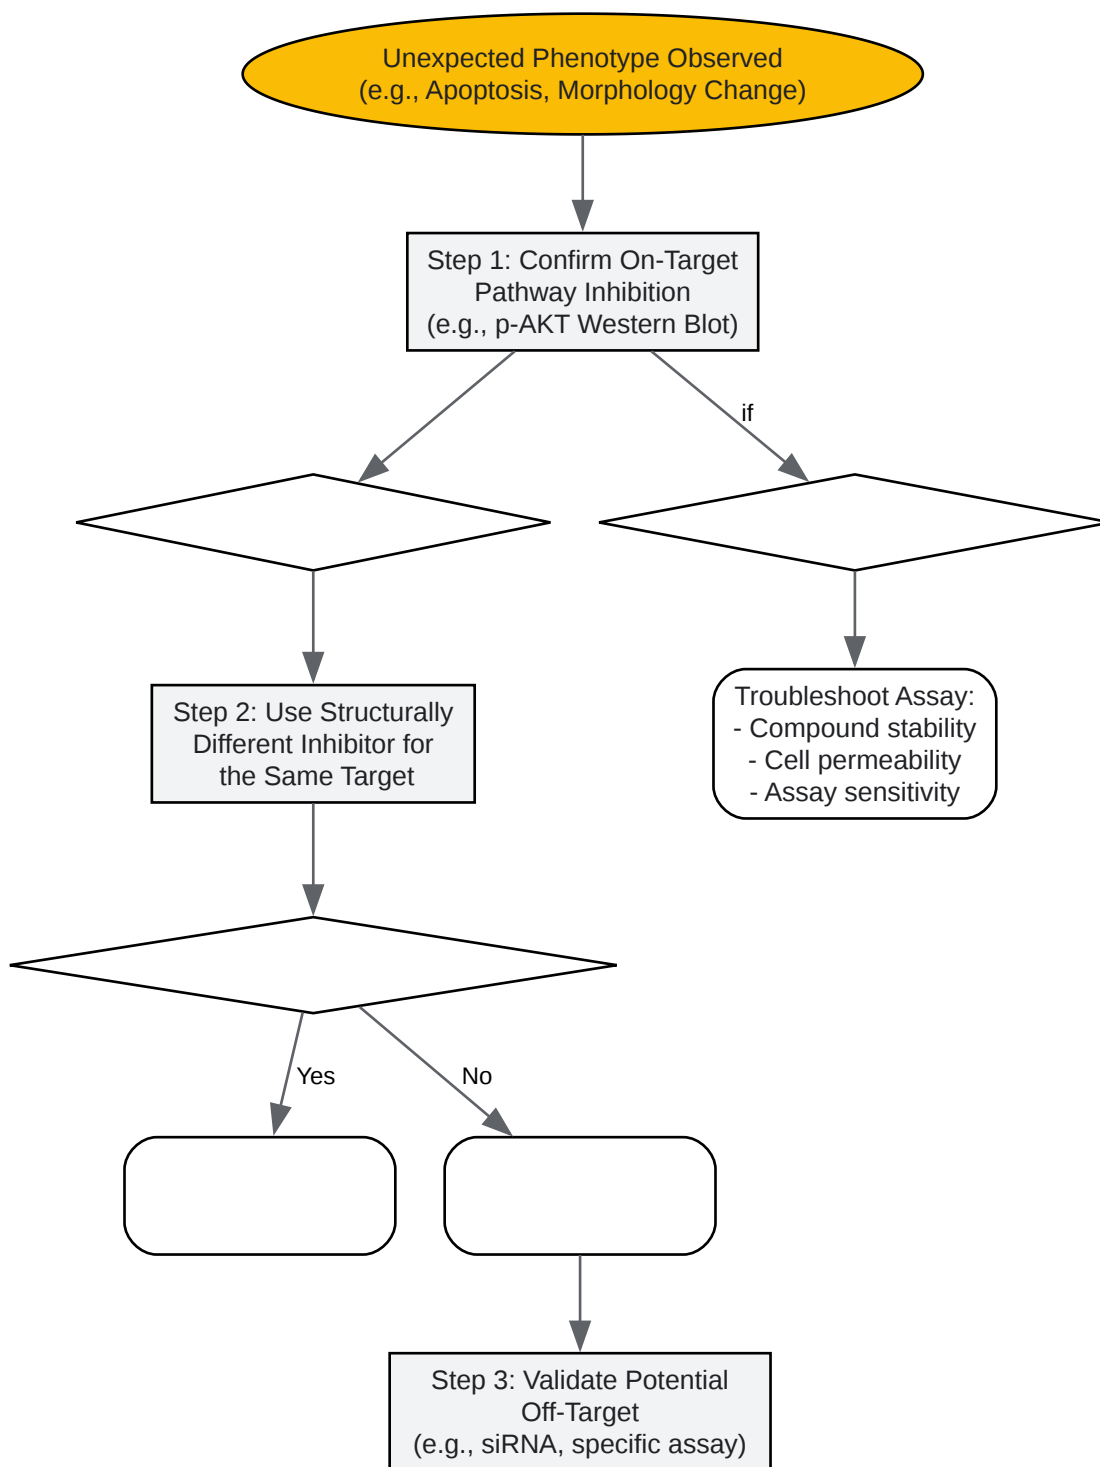 Unexpected Phenotype Observed
(e.g., Apoptosis, Morphology Change)
Step 1: Confirm On-Target
Pathway Inhibition
(e.g., p-AKT Western Blot)
if
Step 2: Use Structurally
Different Inhibitor for
the Same Target
Troubleshoot Assay:
- Compound stability
- Cell permeability
- Assay sensitivity
Yes
No
Step 3: Validate Potential
Off-Target
(e.g., siRNA, specific assay)